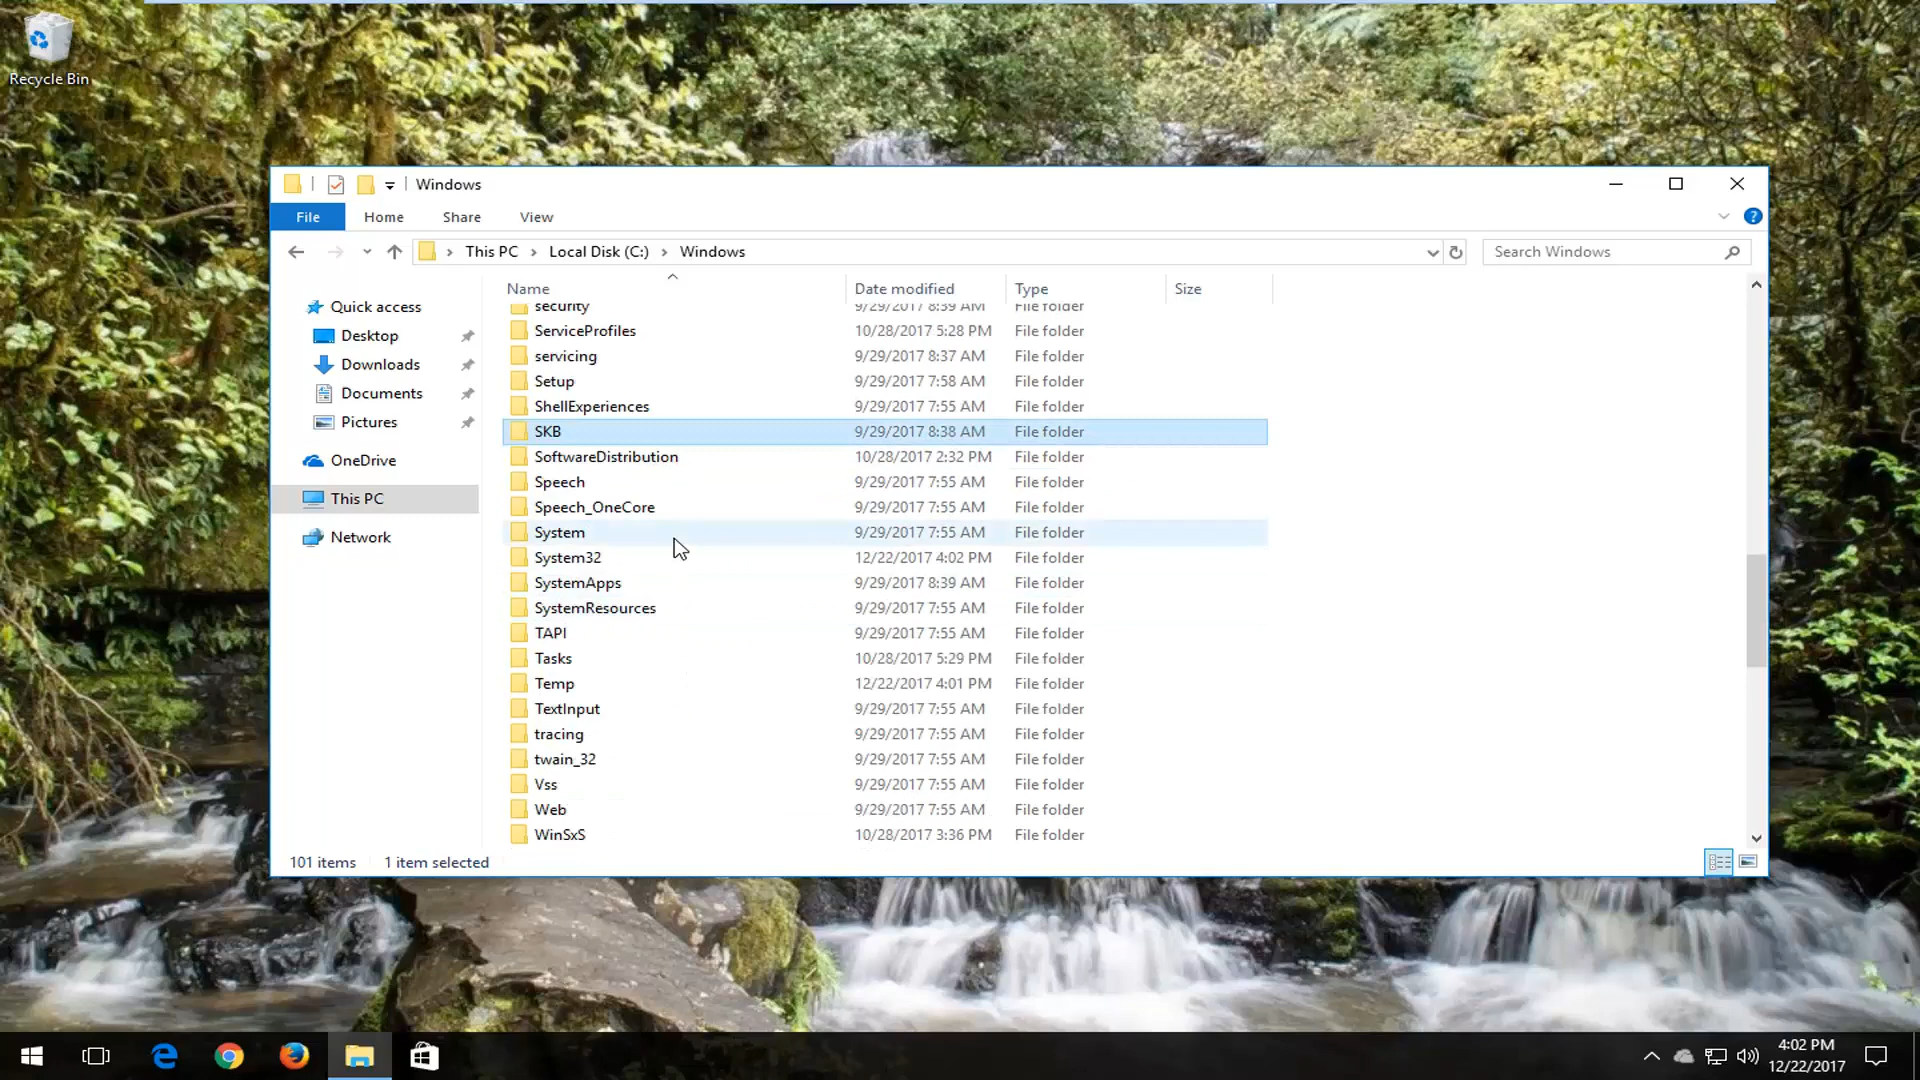 Recycle Bin
Windows
File Home Share View
This PC Local Disk (C:) Windows
Search Windows
Name Date modified Type Size
Quick access
Desktop
Downloads
Documents
Pictures
OneDrive
This PC
Network
security 9/29/2017 8:39 AM File folder
ServiceProfiles 10/28/2017 5:28 PM File folder
servicing 9/29/2017 8:37 AM File folder
Setup 9/29/2017 7:58 AM File folder
ShellExperiences 9/29/2017 7:55 AM File folder
SKB 9/29/2017 8:38 AM File folder
SoftwareDistribution 10/28/2017 2:32 PM File folder
Speech 9/29/2017 7:55 AM File folder
Speech_OneCore 9/29/2017 7:55 AM File folder
System 9/29/2017 7:55 AM File folder
System32 12/22/2017 4:02 PM File folder
SystemApps 9/29/2017 8:39 AM File folder
SystemResources 9/29/2017 7:55 AM File folder
TAPI 9/29/2017 7:55 AM File folder
Tasks 10/28/2017 5:29 PM File folder
Temp 12/22/2017 4:01 PM File folder
TextInput 9/29/2017 7:55 AM File folder
tracing 9/29/2017 7:55 AM File folder
twain_32 9/29/2017 7:55 AM File folder
Vss 9/29/2017 7:55 AM File folder
Web 9/29/2017 7:55 AM File folder
WinSxS 10/28/2017 3:36 PM File folder
101 items 1 item selected
4:02 PM
12/22/2017